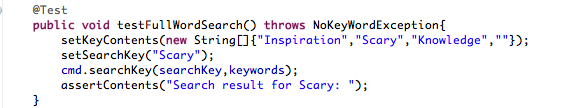 @Test
public void testFullWordSearch() throws NoKeyWordException{
setKeyContents(new String[]{"Inspiration","Scary","Knowledge",""});
setSearchKey("Scary");
cmd.searchKey(searchKey,keywords);
assertContents("Search result for Scary: ");
}